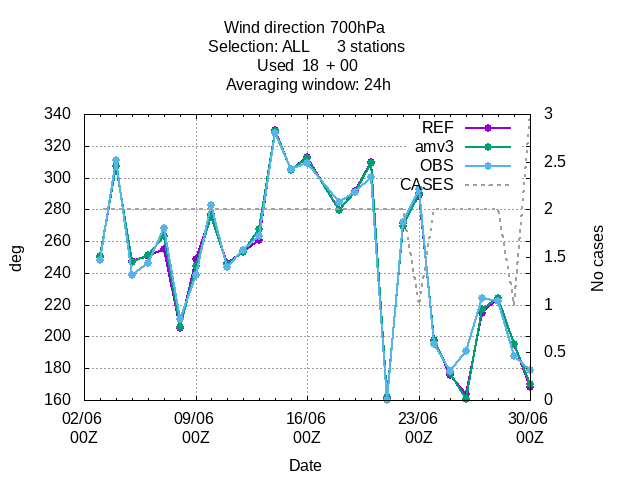 Wind direction 700hPa
Selection: ALL 3 stations
Used 18 + 00
Averaging window: 24h
340 3
320
300 2.5
280 2
260 1.5
240
220 1
200
180 0.5
160 0
REF
amv3
OBS
CASES
deg
No cases
02/06 09/06 16/06 23/06 30/06
00Z 00Z 00Z 00Z 00Z
Date